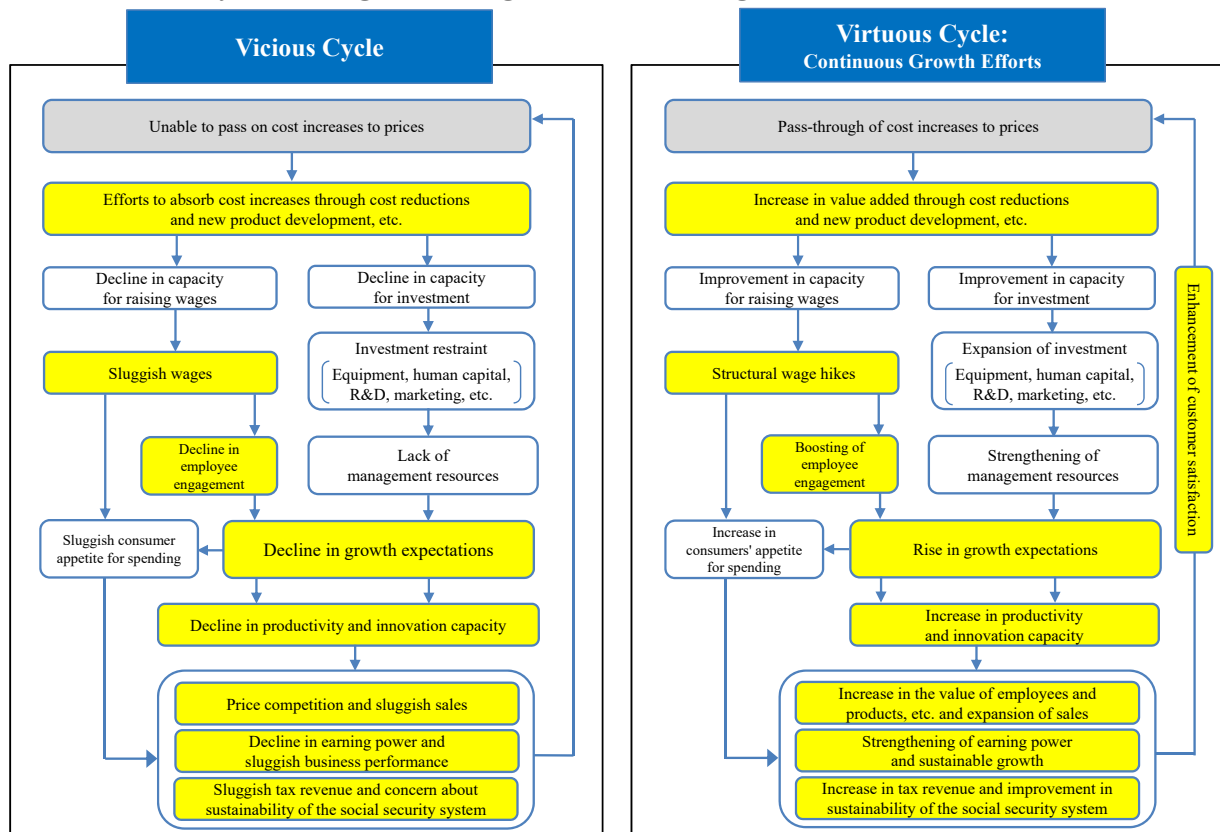 Vicious Cycle
Unable to pass on cost increases to prices
Efforts to absorb cost increases through cost reductions
and new product development, etc.
Decline in capacity
for raising wages
Decline in capacity
for investment
Sluggish wages
Investment restraint
Equipment, human capital,
R&D, marketing, etc.
Decline in
employee
engagement
Lack of
management resources
Sluggish consumer
appetite for spending
Decline in growth expectations
Decline in productivity and innovation capacity
Price competition and sluggish sales
Decline in earning power and
sluggish business performance
Sluggish tax revenue and concern about
sustainability of the social security system
Virtuous Cycle:
Continuous Growth Efforts
Pass-through of cost increases to prices
Increase in value added through cost reductions
and new product development, etc.
Improvement in capacity
for raising wages
Improvement in capacity
for investment
Structural wage hikes
Expansion of investment
Equipment, human capital,
R&D, marketing, etc.
Boosting of
employee
engagement
Strengthening of
management resources
Increase in
consumers' appetite
for spending
Rise in growth expectations
Increase in productivity
and innovation capacity
Increase in the value of employees and
products, etc. and expansion of sales
Strengthening of earning power
and sustainable growth
Increase in tax revenue and improvement in
sustainability of the social security system
Enhancement of customer satisfaction